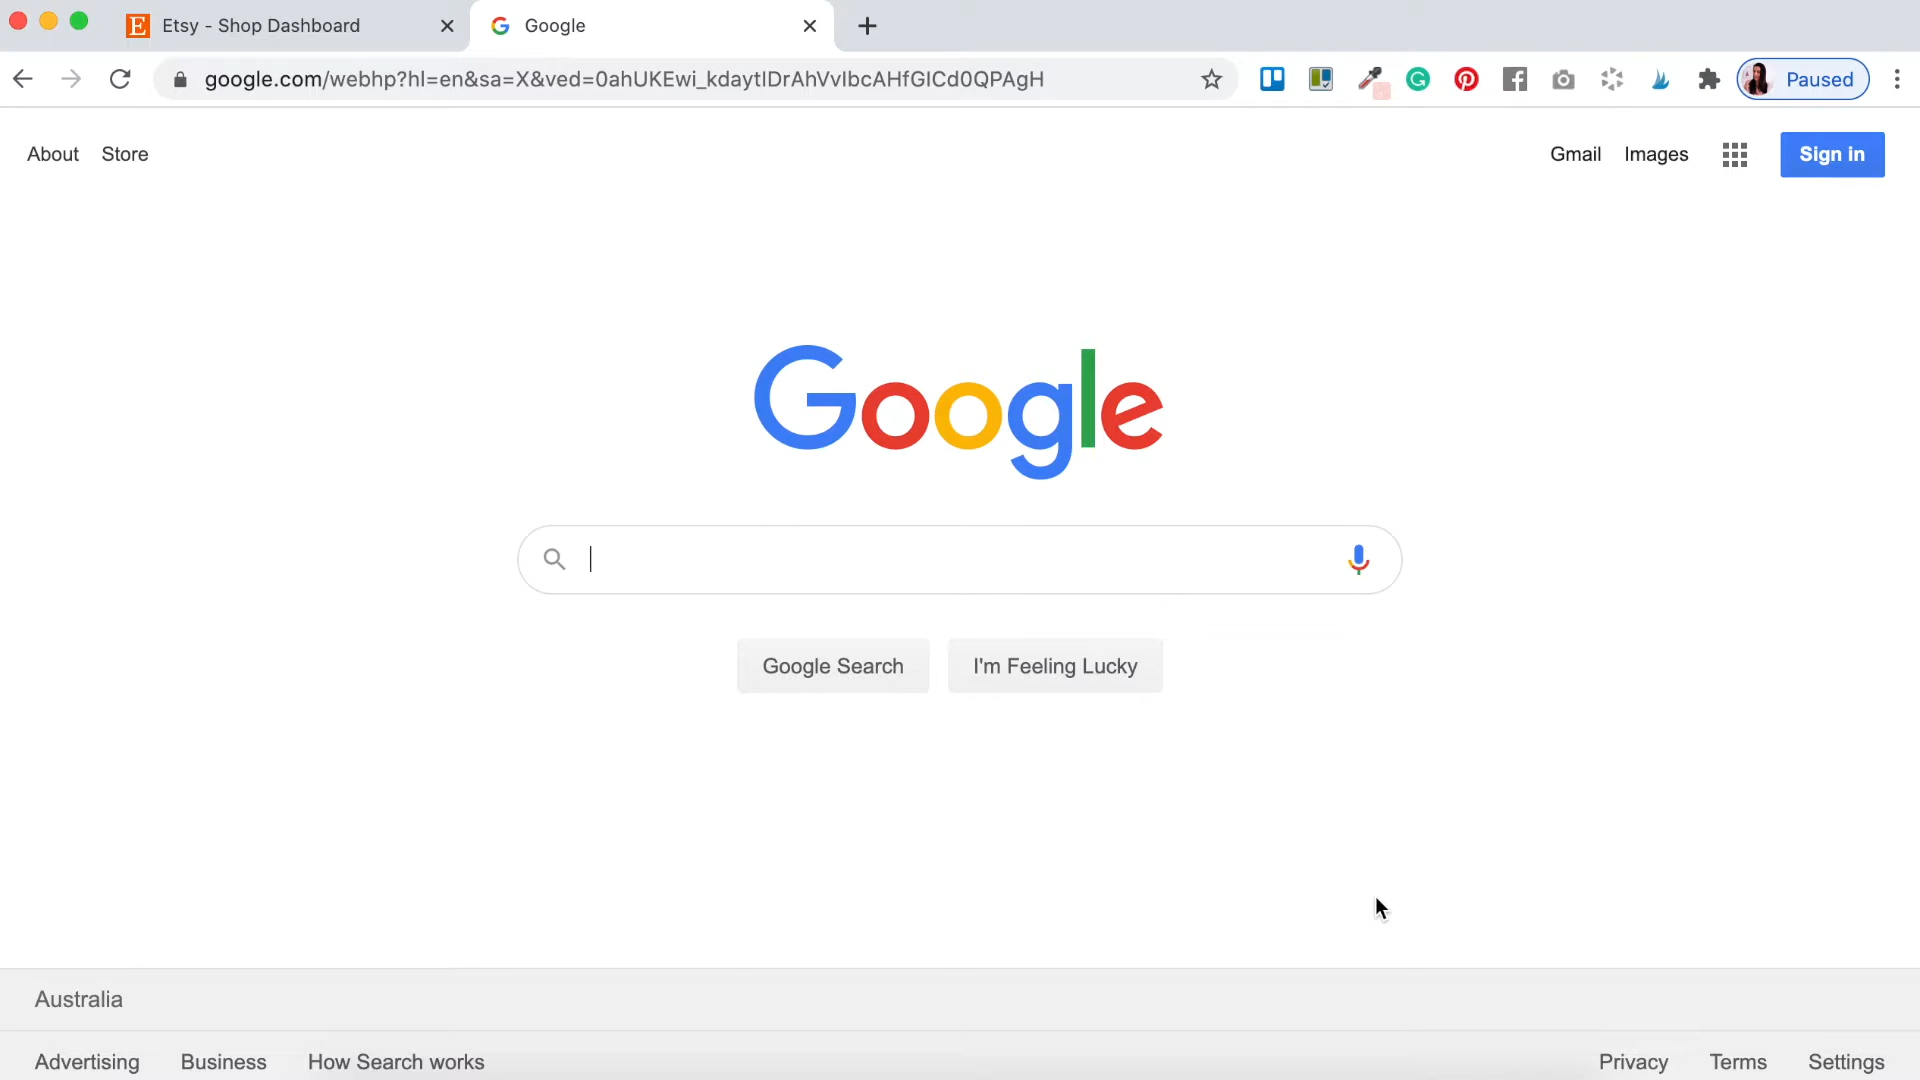 Etsy - Shop Dashboard
Google
google.com/webhp?hl=en&sa=X&ved=0ahUKEwi_kdaytIDrAhVvIbcAHfGICd0QPAgH
Paused
About Store
Gmail Images Sign in
Google
Google Search I'm Feeling Lucky
Australia
Advertising Business How Search works
Privacy Terms Settings